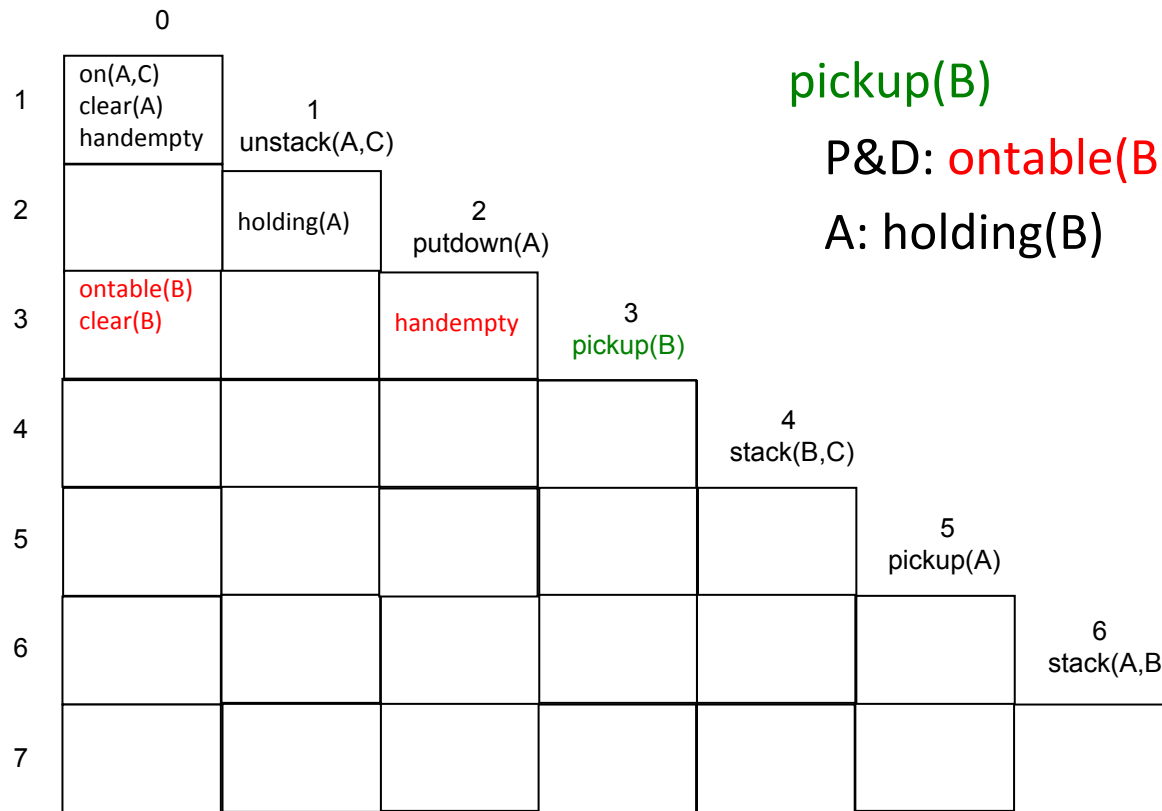 0
pickup(B)
P&D: ontable(B
A: holding(B)
1
on(A,C)
clear(A)
handempty
1
unstack(A,C)
2
holding(A)
2
putdown(A)
3
ontable(B)
clear(B)
handempty
3
pickup(B)
4
4
stack(B,C)
5
5
pickup(A)
6
6
stack(A,B
7